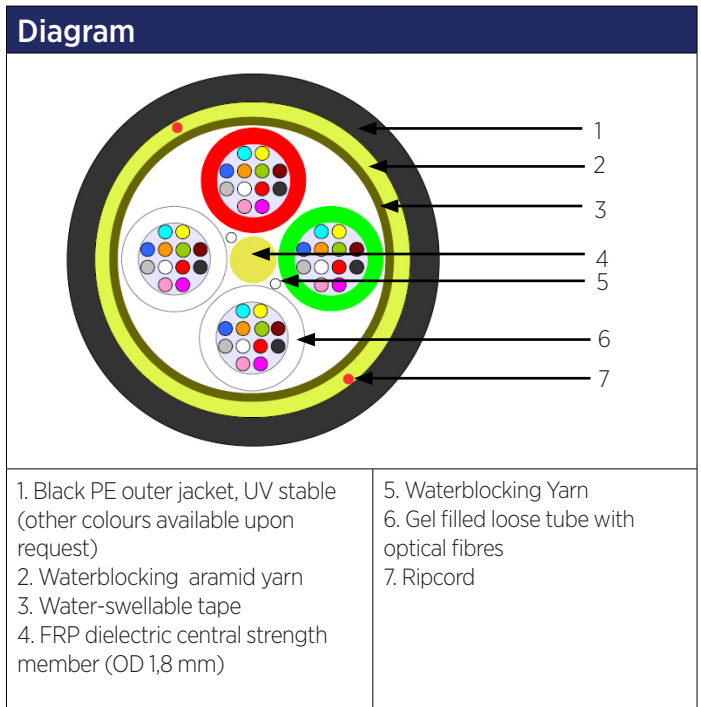 Diagram
1
2
3
4
5
6
7
1. Black PE outer jacket, UV stable
(other colours available upon
request)
2. Waterblocking  aramid yarn
3. Water-swellable tape
4. FRP dielectric central strength
member (OD 1,8 mm)
5. Waterblocking Yarn
6. Gel filled loose tube with
optical fibres
7. Ripcord